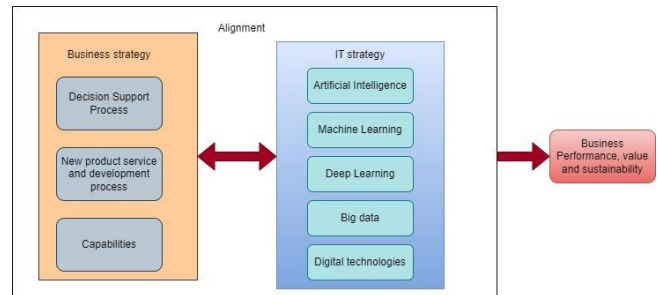 Alignment
Business strategy
Decision Support
Process
New product service
and development
process
Capabilities
IT strategy
Artificial Intelligence
Machine Learning
Deep Learning
Big data
Digital technologies
Business
Performance, value
and sustainability